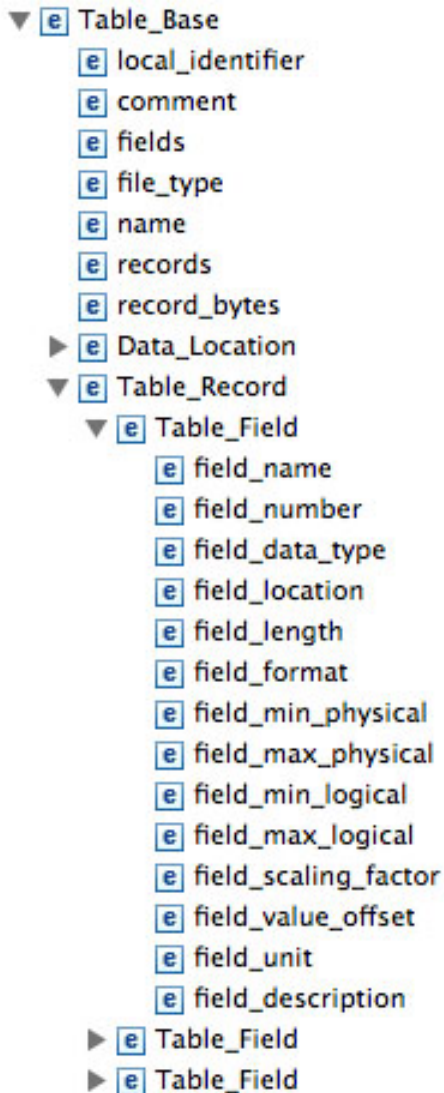 e Table_Base
e local_identifier
e comment
e fields
e file_type
e name
e records
e record_bytes
e Data_Location
e Table_Record
e Table_Field
e field_name
e field_number
e field_data_type
e field_location
e field_length
e field_format
e field_min_physical
e field_max_physical
e field_min_logical
e field_max_logical
e field_scaling_factor
e field_value_offset
e field_unit
e field_description
e Table_Field
e Table_Field